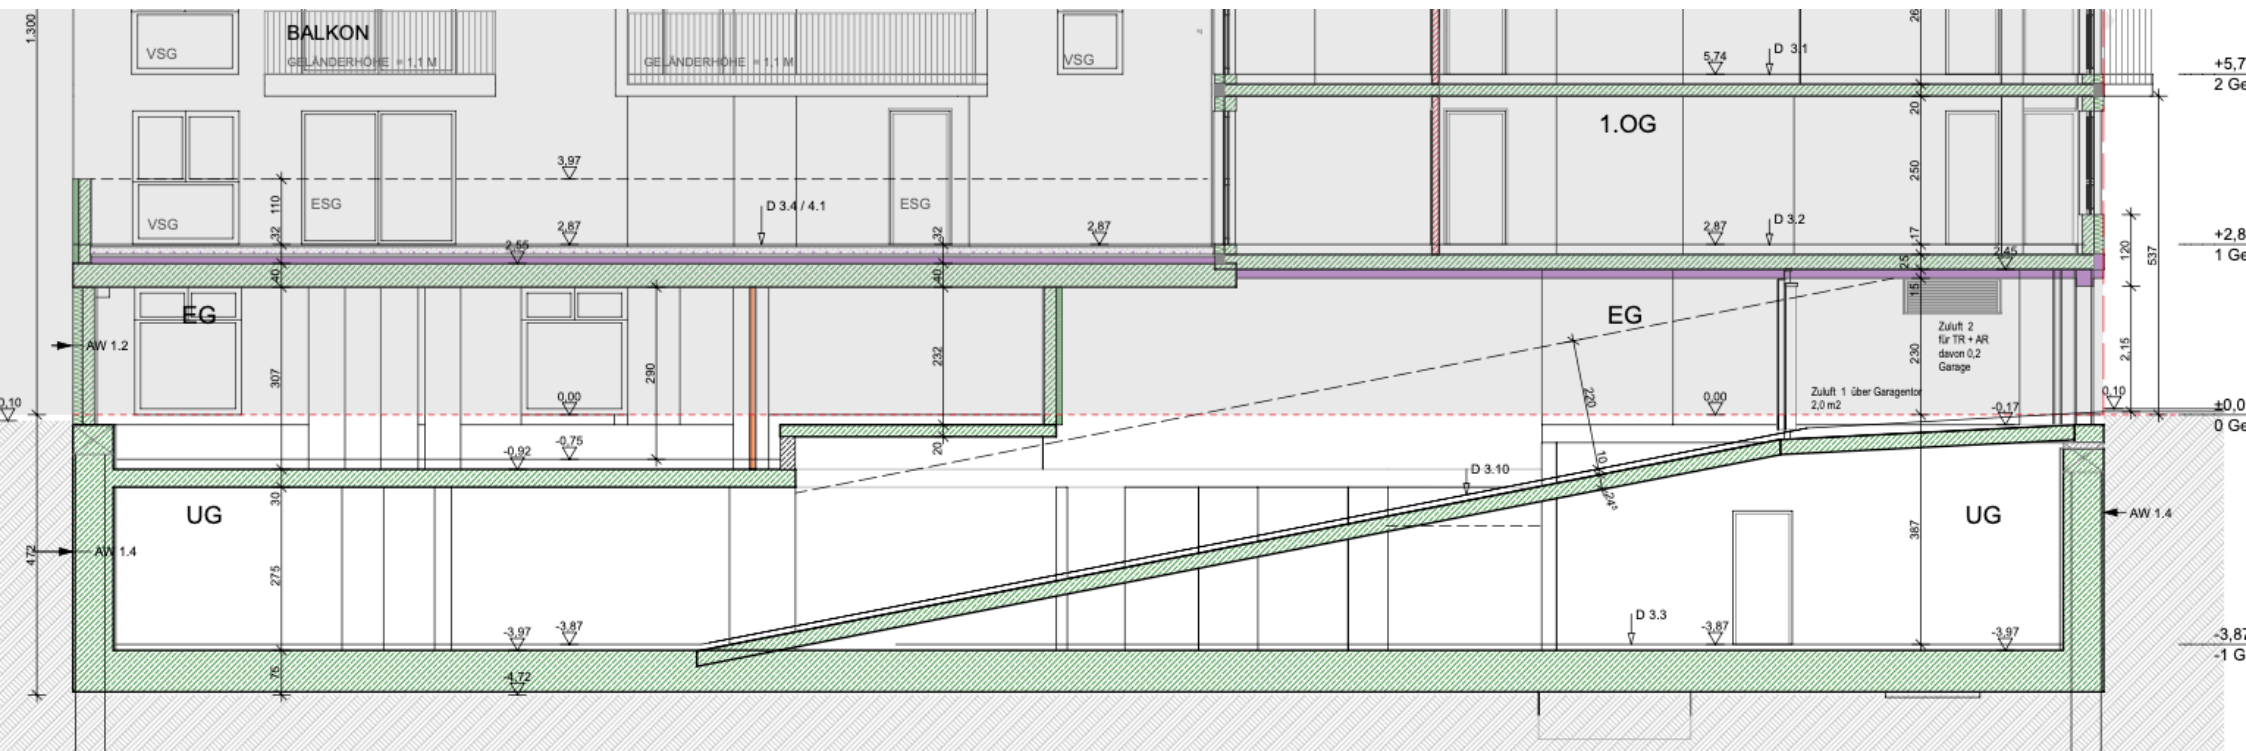 1.300
BALKON
VSG
GELÄNDERHÖHE = 1,1 M
GELÄNDERHÖHE = 1,1 M
VSG
26
5,74
D 3.1
+5,7
2 Ge
20
1.OG
3,97
250
110
ESG
ESG
VSG
D 3.4 / 4.1
2,87
2,87
2,87
D 3.2
32
32
17
+2,8
1 Ge
120
537
2,55
2,45
40
40
25
15
EG
EG
AW 1.2
307
290
232
230
220
Zuluft 2
für TR + AR
davon 0,2
Garage
2,15
Zuluft 1 über Garagentor
2,0 m2
0,10
0,00
0,00
-0,17
0,10
±0,0
0 Ge
-0,75
-0,92
20
10
24⁵
D 3.10
30
UG
UG
AW 1.4
AW 1.4
472
275
387
D 3.3
-3,97
-3,87
-3,87
-3,97
-3,87
-1 G
75
-4,72